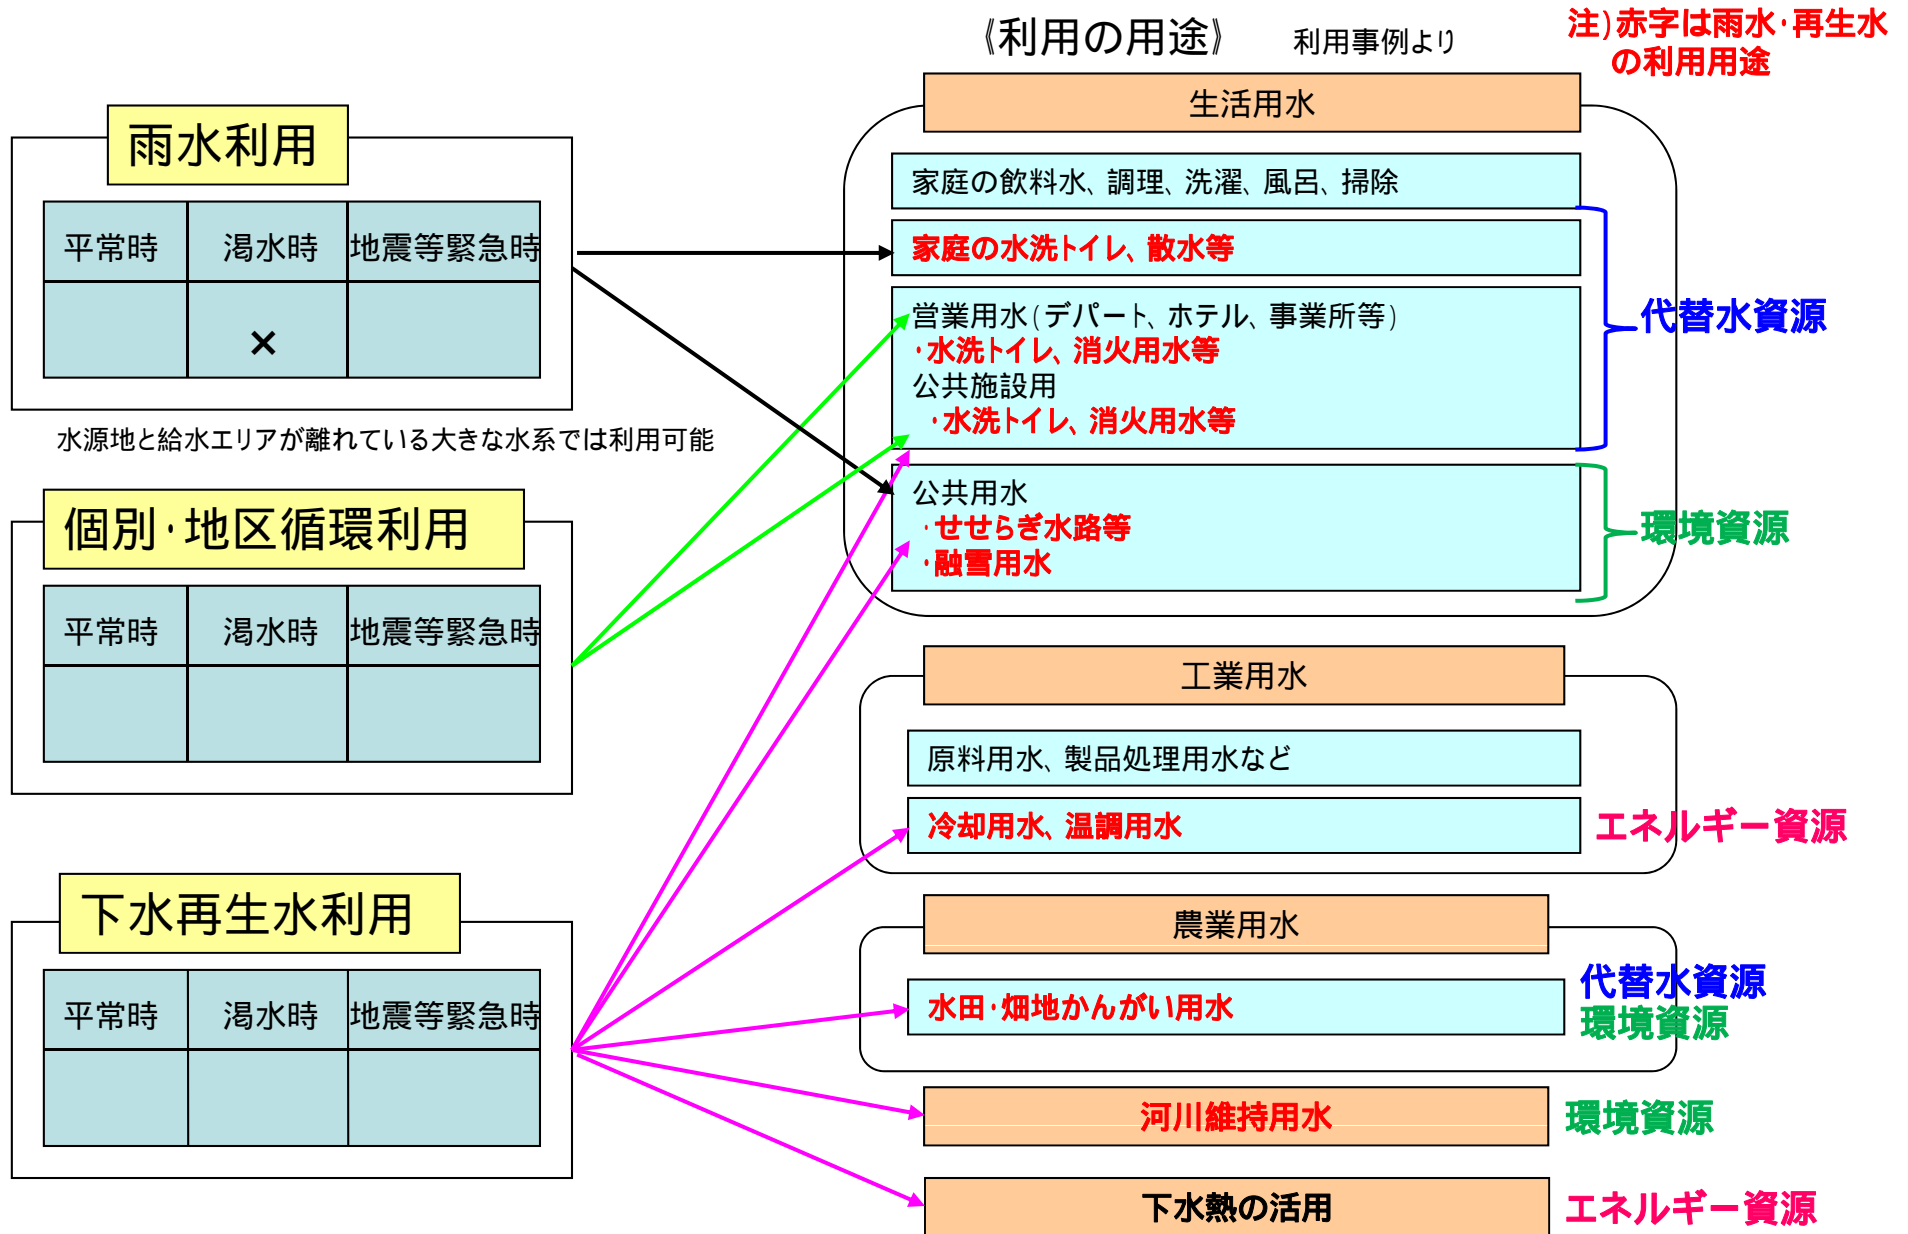 《利用の用途》 利用事例より
注)赤字は雨水・再生水
の利用用途
雨水利用
平常時 渇水時 地震等緊急時
×
水源地と給水エリアが離れている大きな水系では利用可能
個別・地区循環利用
平常時 渇水時 地震等緊急時
下水再生水利用
平常時 渇水時 地震等緊急時
生活用水
家庭の飲料水、調理、洗濯、風呂、掃除
家庭の水洗トイレ、散水等
営業用水(デパート、ホテル、事業所等)
・水洗トイレ、消火用水等
公共施設用
・水洗トイレ、消火用水等
代替水資源
公共用水
・せせらぎ水路等
・融雪用水
環境資源
工業用水
原料用水、製品処理用水など
冷却用水、温調用水
エネルギー資源
農業用水
水田・畑地かんがい用水
代替水資源
環境資源
河川維持用水
環境資源
下水熱の活用
エネルギー資源